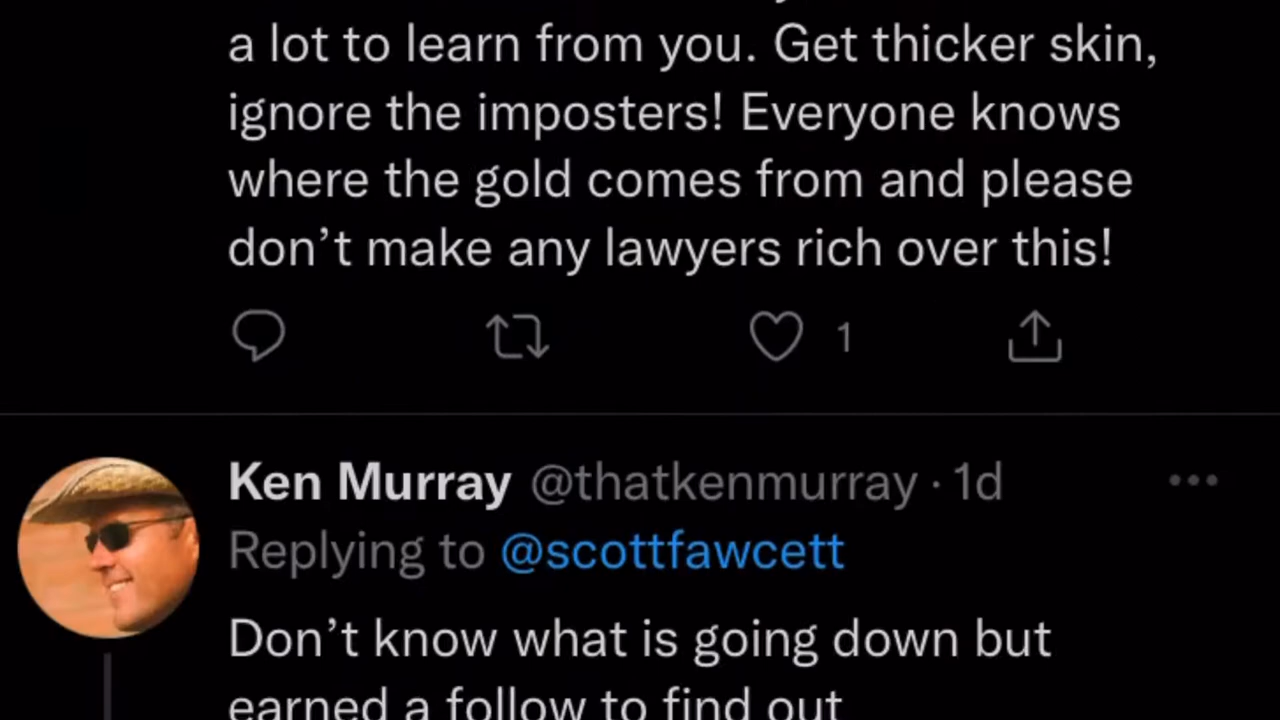 a lot to learn from you. Get thicker skin,
ignore the imposters! Everyone knows
where the gold comes from and please
don’t make any lawyers rich over this!
1
Ken Murray @thatkenmurray · 1d
Replying to @scottfawcett
Don’t know what is going down but
earned a follow to find out